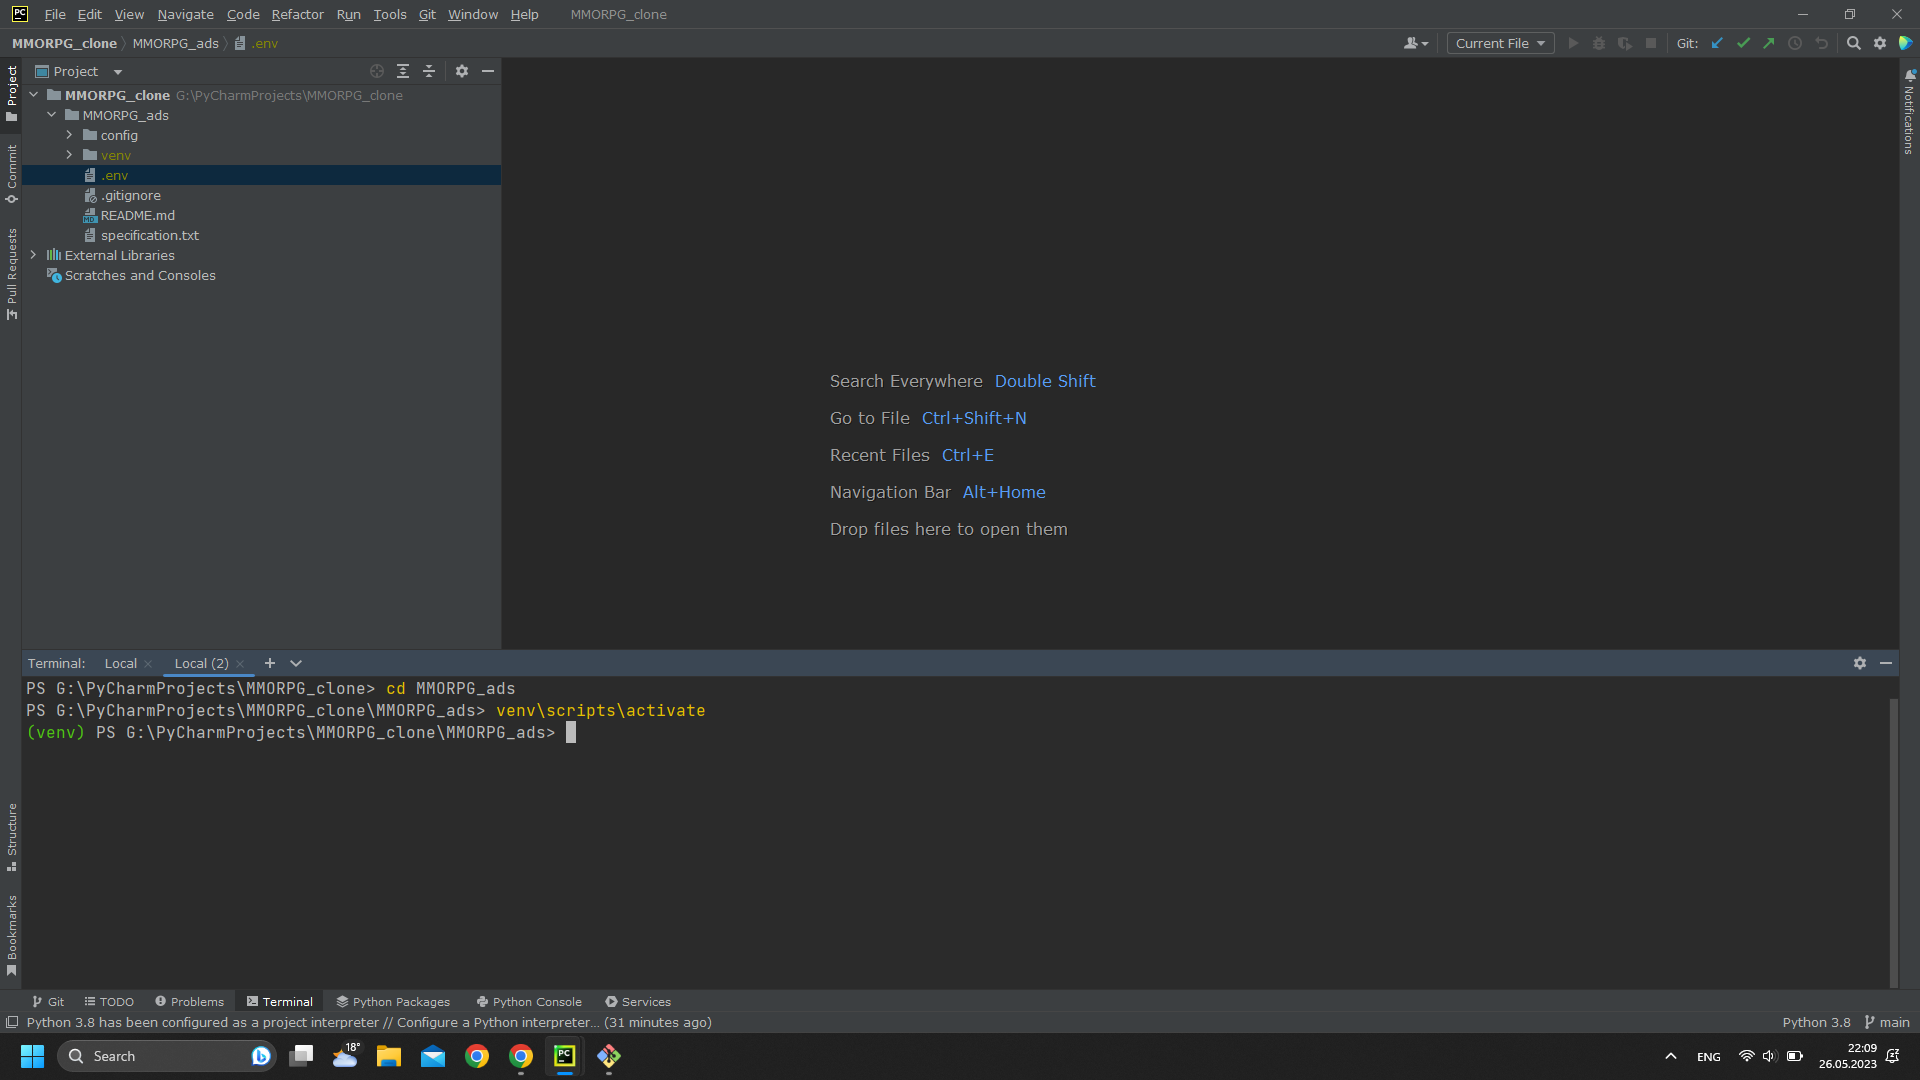 PC File Edit View Navigate Code Refactor Run Tools Git Window Help MMORPG_clone
MMORPG_clone MMORPG_ads .env Current File Git:
Project
MMORPG_clone G:\PyCharmProjects\MMORPG_clone
MMORPG_ads
config
venv
.env
.gitignore
README.md
specification.txt
External Libraries
Scratches and Consoles
Project
Commit
Pull Requests
Structure
Bookmarks
Notifications
Search Everywhere Double Shift
Go to File Ctrl+Shift+N
Recent Files Ctrl+E
Navigation Bar Alt+Home
Drop files here to open them
Terminal: Local Local (2)
PS G:\PyCharmProjects\MMORPG_clone> cd MMORPG_ads
PS G:\PyCharmProjects\MMORPG_clone\MMORPG_ads> venv\scripts\activate
(venv) PS G:\PyCharmProjects\MMORPG_clone\MMORPG_ads>
Git TODO Problems Terminal Python Packages Python Console Services
Python 3.8 has been configured as a project interpreter // Configure a Python interpreter... (31 minutes ago) Python 3.8 main
Search 18° PC ENG 22:09
26.05.2023